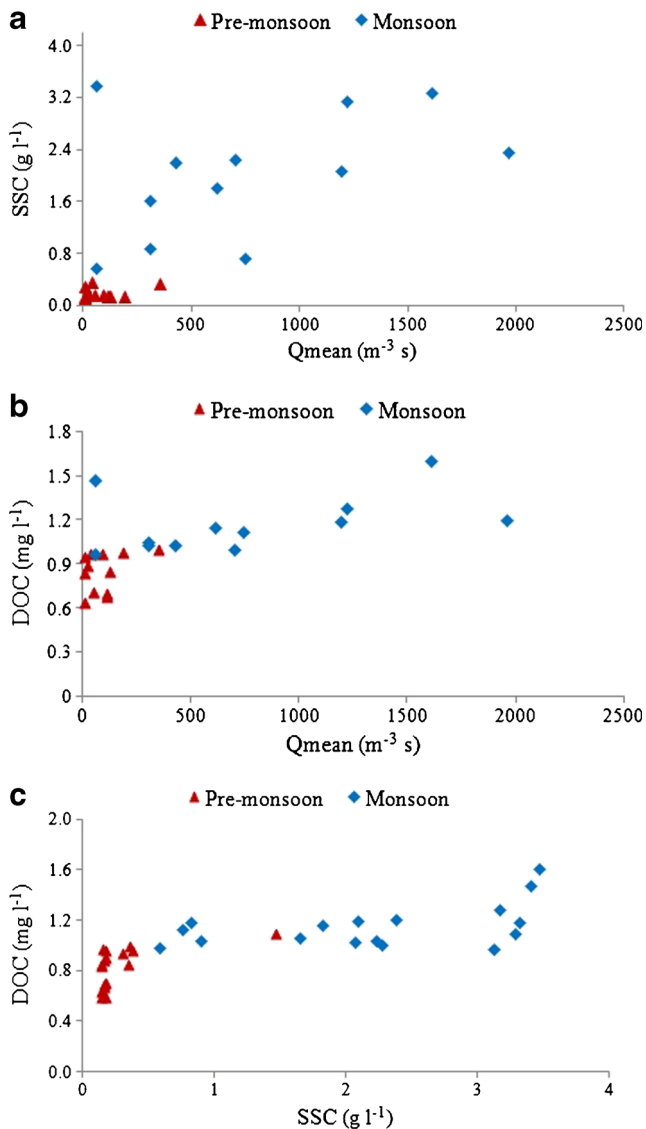 a
Pre-monsoon Monsoon
4.0
3.2
2.4
1.6
0.8
0.0
SSC (g l-1)
0 500 1000 1500 2000 2500
Qmean (m-3 s)
b
Pre-monsoon Monsoon
1.8
1.5
1.2
0.9
0.6
0.3
0
DOC (mg l-1)
0 500 1000 1500 2000 2500
Qmean (m-3 s)
c
Pre-monsoon Monsoon
2.0
1.6
1.2
0.8
0.4
0.0
DOC (mg l-1)
0 1 2 3 4
SSC (g l-1)